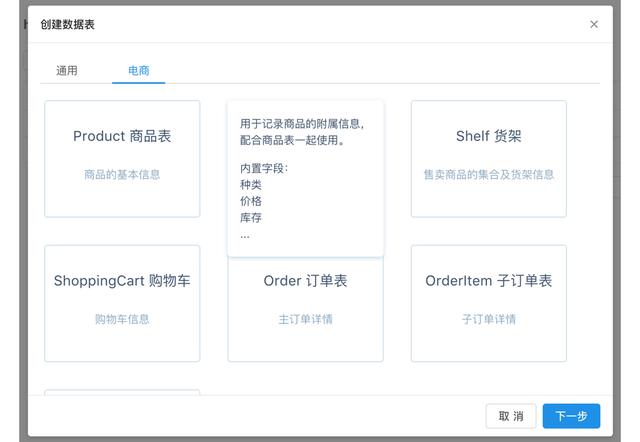 创建数据表
通用
电商
Product 商品表
商品的基本信息
用于记录商品的附属信息，
配合商品表一起使用。
内置字段：
种类
价格
库存
...
Shelf 货架
售卖商品的集合及货架信息
ShoppingCart 购物车
购物车信息
Order 订单表
主订单详情
OrderItem 子订单表
子订单详情
取 消
下一步